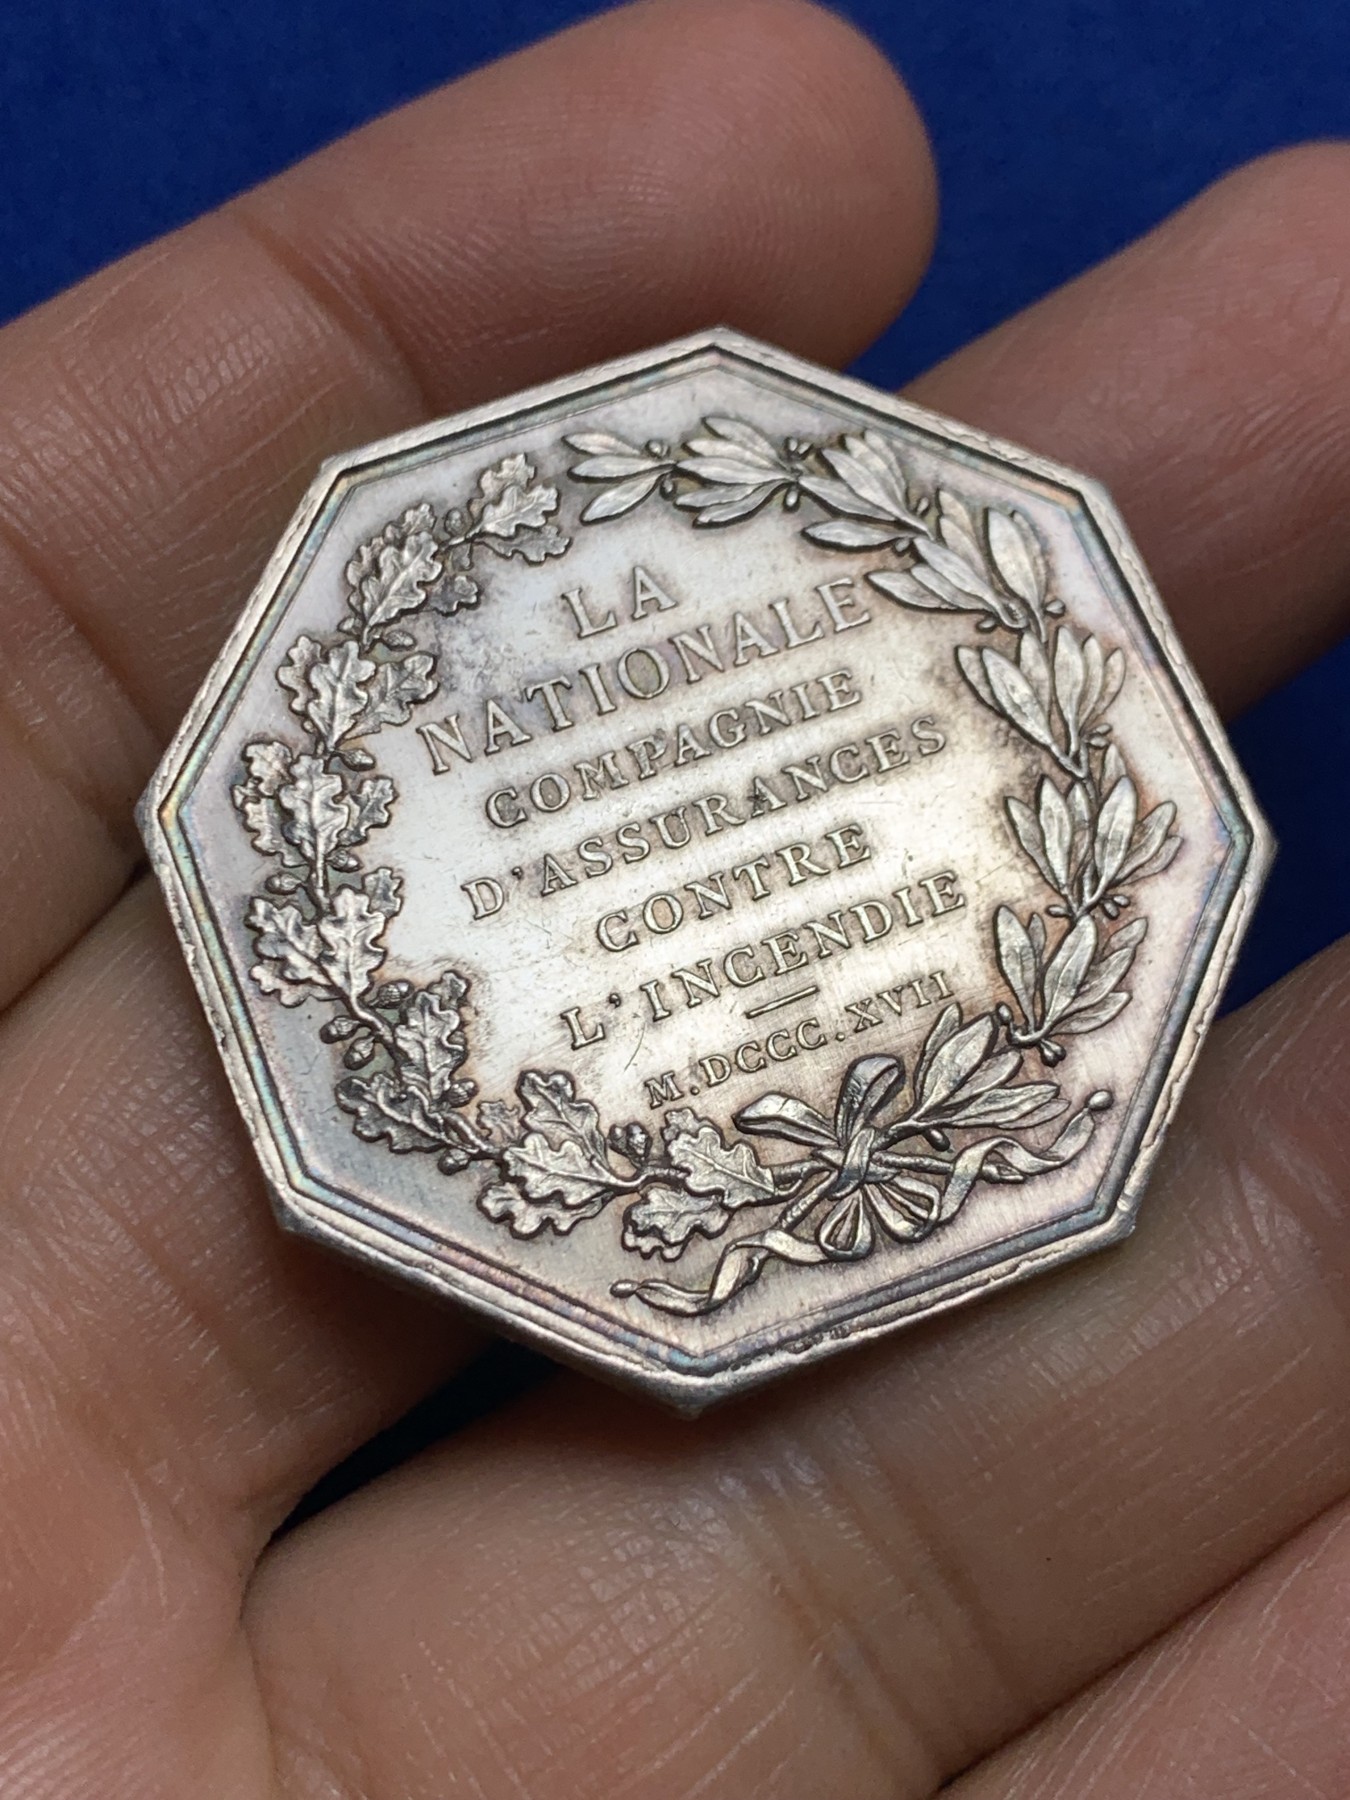 LA
NATIONALE
COMPAGNIE
D'ASSURANCES
CONTRE
L'INCENDIE
M.DCCC.XVII